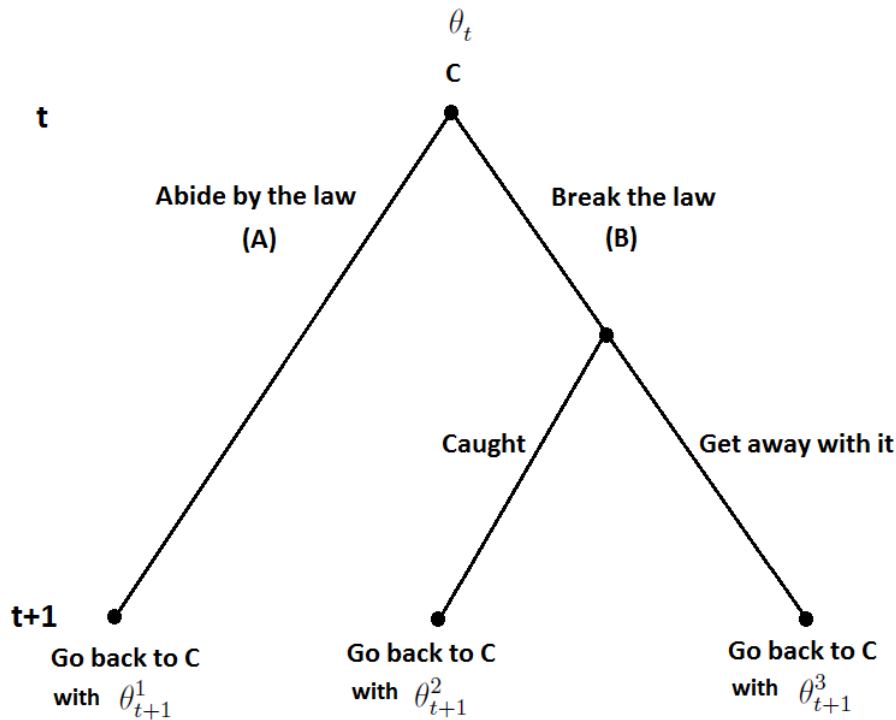 θ_t
C
t
Abide by the law
(A)
Break the law
(B)
Caught
Get away with it
t+1
Go back to C
with θ^1_{t+1}
Go back to C
with θ^2_{t+1}
Go back to C
with θ^3_{t+1}